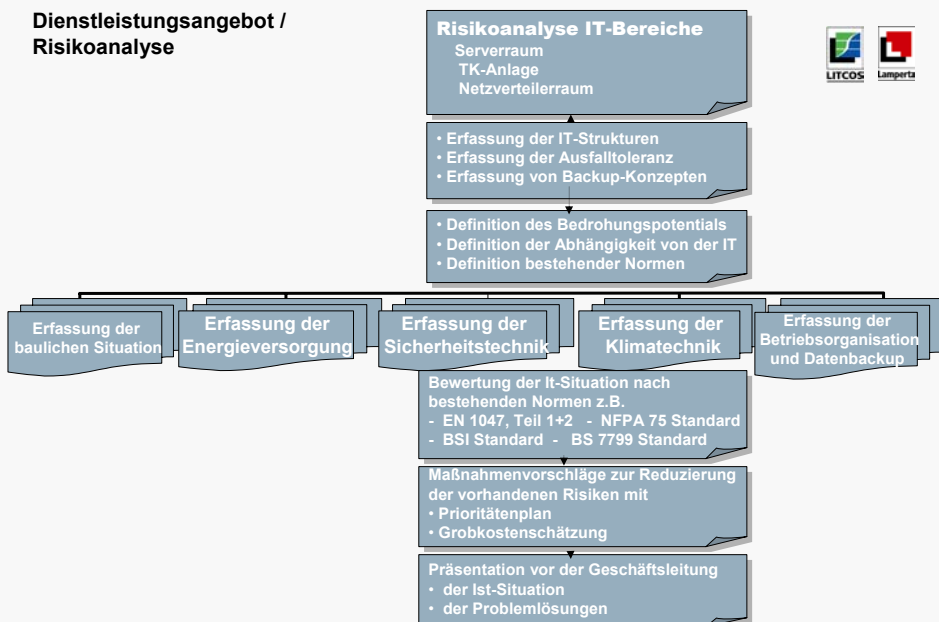 Dienstleistungsangebot /
Risikoanalyse
Risikoanalyse IT-Bereiche
Serverraum
TK-Anlage
Netzverteilerraum
LITCOS
Lampertz
• Erfassung der IT-Strukturen
• Erfassung der Ausfalltoleranz
• Erfassung von Backup-Konzepten
• Definition des Bedrohungspotentials
• Definition der Abhängigkeit von der IT
• Definition bestehender Normen
Erfassung der
baulichen Situation
Erfassung der
Energieversorgung
Erfassung der
Sicherheitstechnik
Erfassung der
Klimatechnik
Erfassung der
Betriebsorganisation
und Datenbackup
Bewertung der It-Situation nach
bestehenden Normen z.B.
- EN 1047, Teil 1+2 - NFPA 75 Standard
- BSI Standard - BS 7799 Standard
Maßnahmenvorschläge zur Reduzierung
der vorhandenen Risiken mit
• Prioritätenplan
• Grobkostenschätzung
Präsentation vor der Geschäftsleitung
• der Ist-Situation
• der Problemlösungen